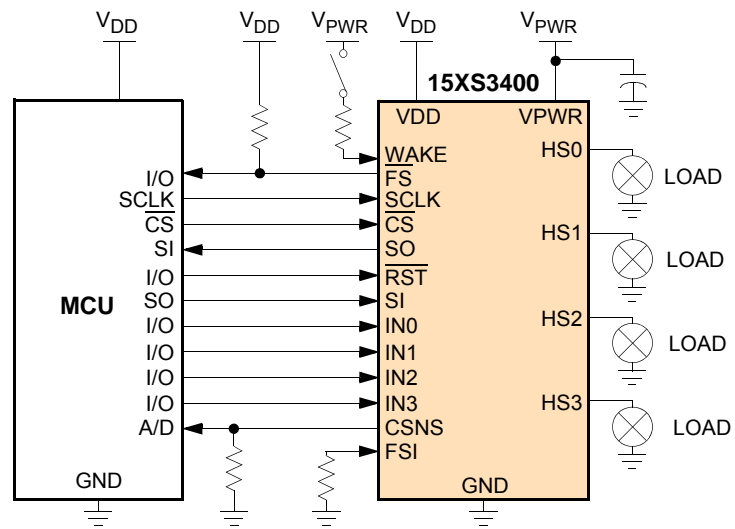 VDD VDD VPWR VDD VPWR
15XS3400
VDD VPWR
WAKE HS0
I/O FS LOAD
SCLK SCLK
CS CS
SI SO HS1
LOAD
I/O RST
MCU SO SI
I/O IN0 HS2
I/O IN1 LOAD
I/O IN2
I/O IN3 HS3
A/D CSNS LOAD
FSI
GND GND